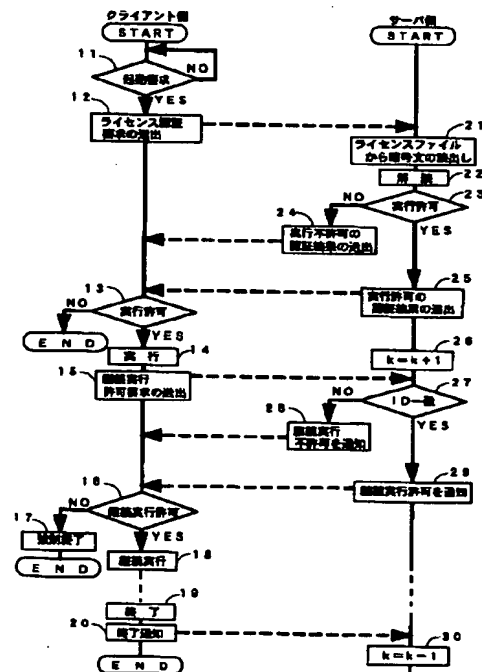 クライアント側
START
11
起動要求
NO
YES
12
ライセンス認証
要求の送出
13
NO
実行許可
END
YES
実行
14
15
継続実行
許可要求の送出
16
NO
継続実行許可
17
強制終了
END
YES
継続実行
18
19
終了
20
終了通知
END
サーバ側
START
21
ライセンスファイル
から暗号文の読出し
22
解読
23
NO
実行許可
YES
24
実行不許可の
認証結果の送出
25
実行許可の
認証結果の送出
26
k=k+1
27
NO
ID一致
YES
28
継続実行
不許可を通知
29
継続実行許可を通知
30
k=k-1